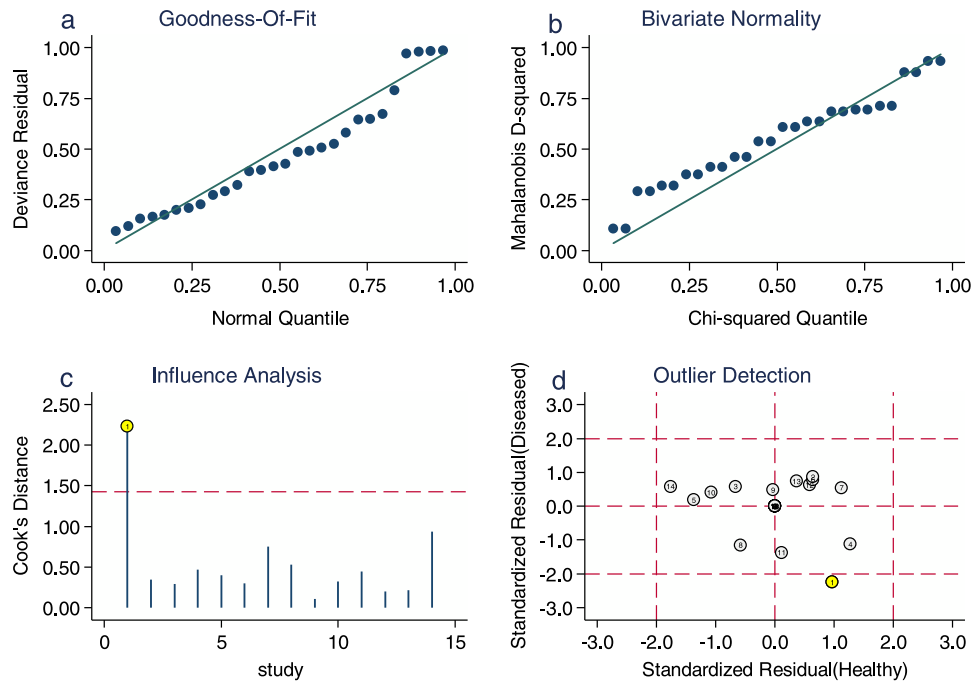 a Goodness-Of-Fit
Deviance Residual
1.00
0.75
0.50
0.25
0.00
0.00 0.25 0.50 0.75 1.00
Normal Quantile
b Bivariate Normality
Mahalanobis D-squared
1.00
0.75
0.50
0.25
0.00
0.00 0.25 0.50 0.75 1.00
Chi-squared Quantile
c Influence Analysis
Cook's Distance
2.50
2.00
1.50
1.00
0.50
0.00
1
0 5 10 15
study
d Outlier Detection
Standardized Residual(Diseased)
3.0
2.0
1.0
0.0
-1.0
-2.0
-3.0
14
5
10
3
9
13
7
8
11
4
1
-3.0 -2.0 -1.0 0.0 1.0 2.0 3.0
Standardized Residual(Healthy)